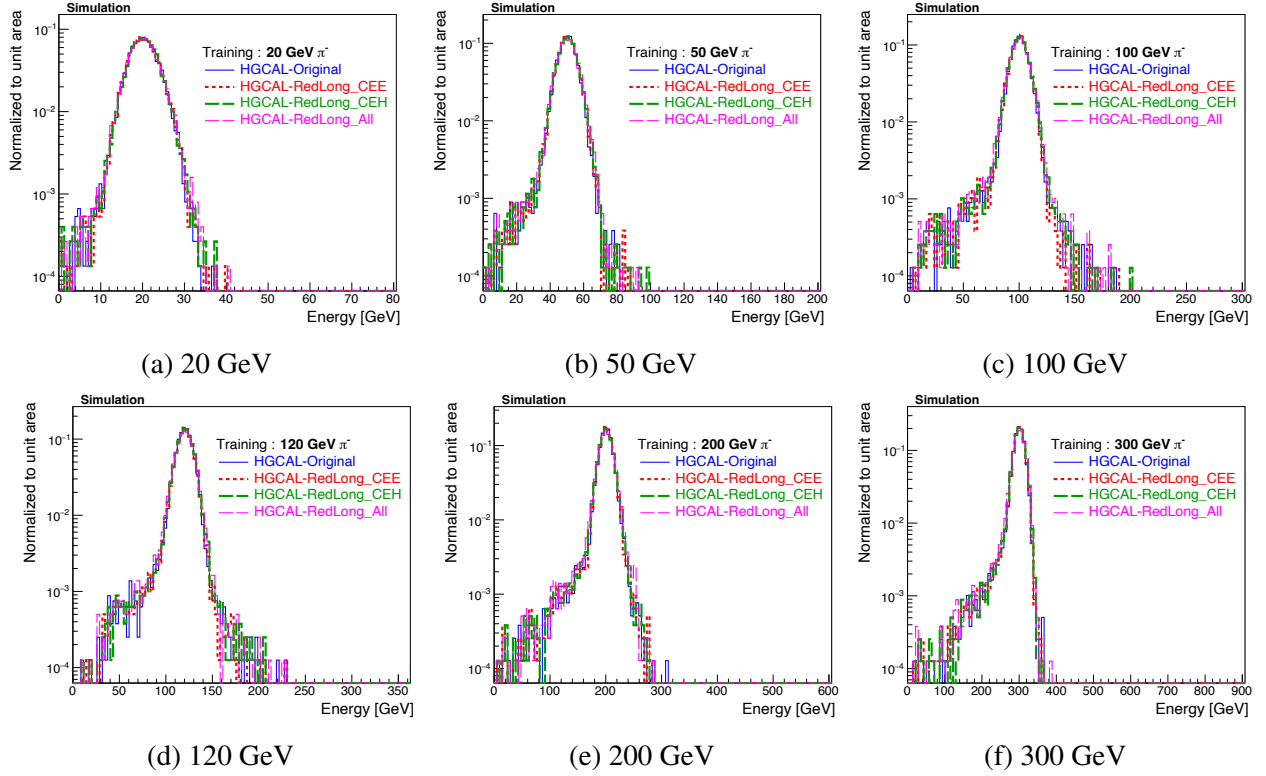 Simulation
Normalized to unit area
Training : 20 GeV π-
HGCAL-Original
HGCAL-RedLong_CEE
HGCAL-RedLong_CEH
HGCAL-RedLong_All
10-1
10-2
10-3
10-4
0 10 20 30 40 50 60 70 80
Energy [GeV]
(a) 20 GeV
Simulation
Normalized to unit area
Training : 50 GeV π-
HGCAL-Original
HGCAL-RedLong_CEE
HGCAL-RedLong_CEH
HGCAL-RedLong_All
10-1
10-2
10-3
10-4
0 20 40 60 80 100 120 140 160 180 200
Energy [GeV]
(b) 50 GeV
Simulation
Normalized to unit area
Training : 100 GeV π-
HGCAL-Original
HGCAL-RedLong_CEE
HGCAL-RedLong_CEH
HGCAL-RedLong_All
10-1
10-2
10-3
10-4
0 50 100 150 200 250 300
Energy [GeV]
(c) 100 GeV
Simulation
Normalized to unit area
Training : 120 GeV π-
HGCAL-Original
HGCAL-RedLong_CEE
HGCAL-RedLong_CEH
HGCAL-RedLong_All
10-1
10-2
10-3
10-4
0 50 100 150 200 250 300 350
Energy [GeV]
(d) 120 GeV
Simulation
Normalized to unit area
Training : 200 GeV π-
HGCAL-Original
HGCAL-RedLong_CEE
HGCAL-RedLong_CEH
HGCAL-RedLong_All
10-1
10-2
10-3
10-4
0 100 200 300 400 500 600
Energy [GeV]
(e) 200 GeV
Simulation
Normalized to unit area
Training : 300 GeV π-
HGCAL-Original
HGCAL-RedLong_CEE
HGCAL-RedLong_CEH
HGCAL-RedLong_All
10-1
10-2
10-3
10-4
0 100 200 300 400 500 600 700 800 900
Energy [GeV]
(f) 300 GeV